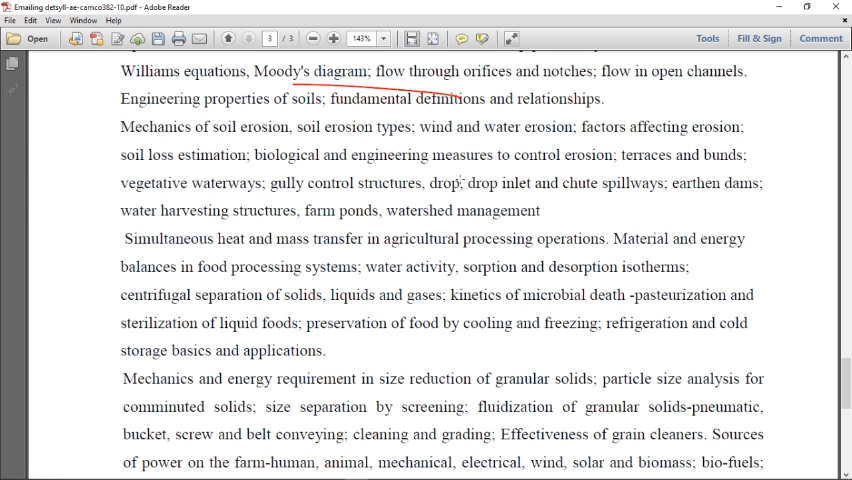 Emailing detsyll-ae-camco382-10.pdf - Adobe Reader
File Edit View Window Help
Open 3 / 3 143% Tools Fill & Sign Comment
Williams equations, Moody's diagram; flow through orifices and notches; flow in open channels.
Engineering properties of soils; fundamental definitions and relationships.
Mechanics of soil erosion, soil erosion types; wind and water erosion; factors affecting erosion;
soil loss estimation; biological and engineering measures to control erosion; terraces and bunds;
vegetative waterways; gully control structures, drop, drop inlet and chute spillways; earthen dams;
water harvesting structures, farm ponds, watershed management
Simultaneous heat and mass transfer in agricultural processing operations. Material and energy
balances in food processing systems; water activity, sorption and desorption isotherms;
centrifugal separation of solids, liquids and gases; kinetics of microbial death -pasteurization and
sterilization of liquid foods; preservation of food by cooling and freezing; refrigeration and cold
storage basics and applications.
Mechanics and energy requirement in size reduction of granular solids; particle size analysis for
comminuted solids; size separation by screening; fluidization of granular solids-pneumatic,
bucket, screw and belt conveying; cleaning and grading; Effectiveness of grain cleaners. Sources
of power on the farm-human, animal, mechanical, electrical, wind, solar and biomass; bio-fuels;